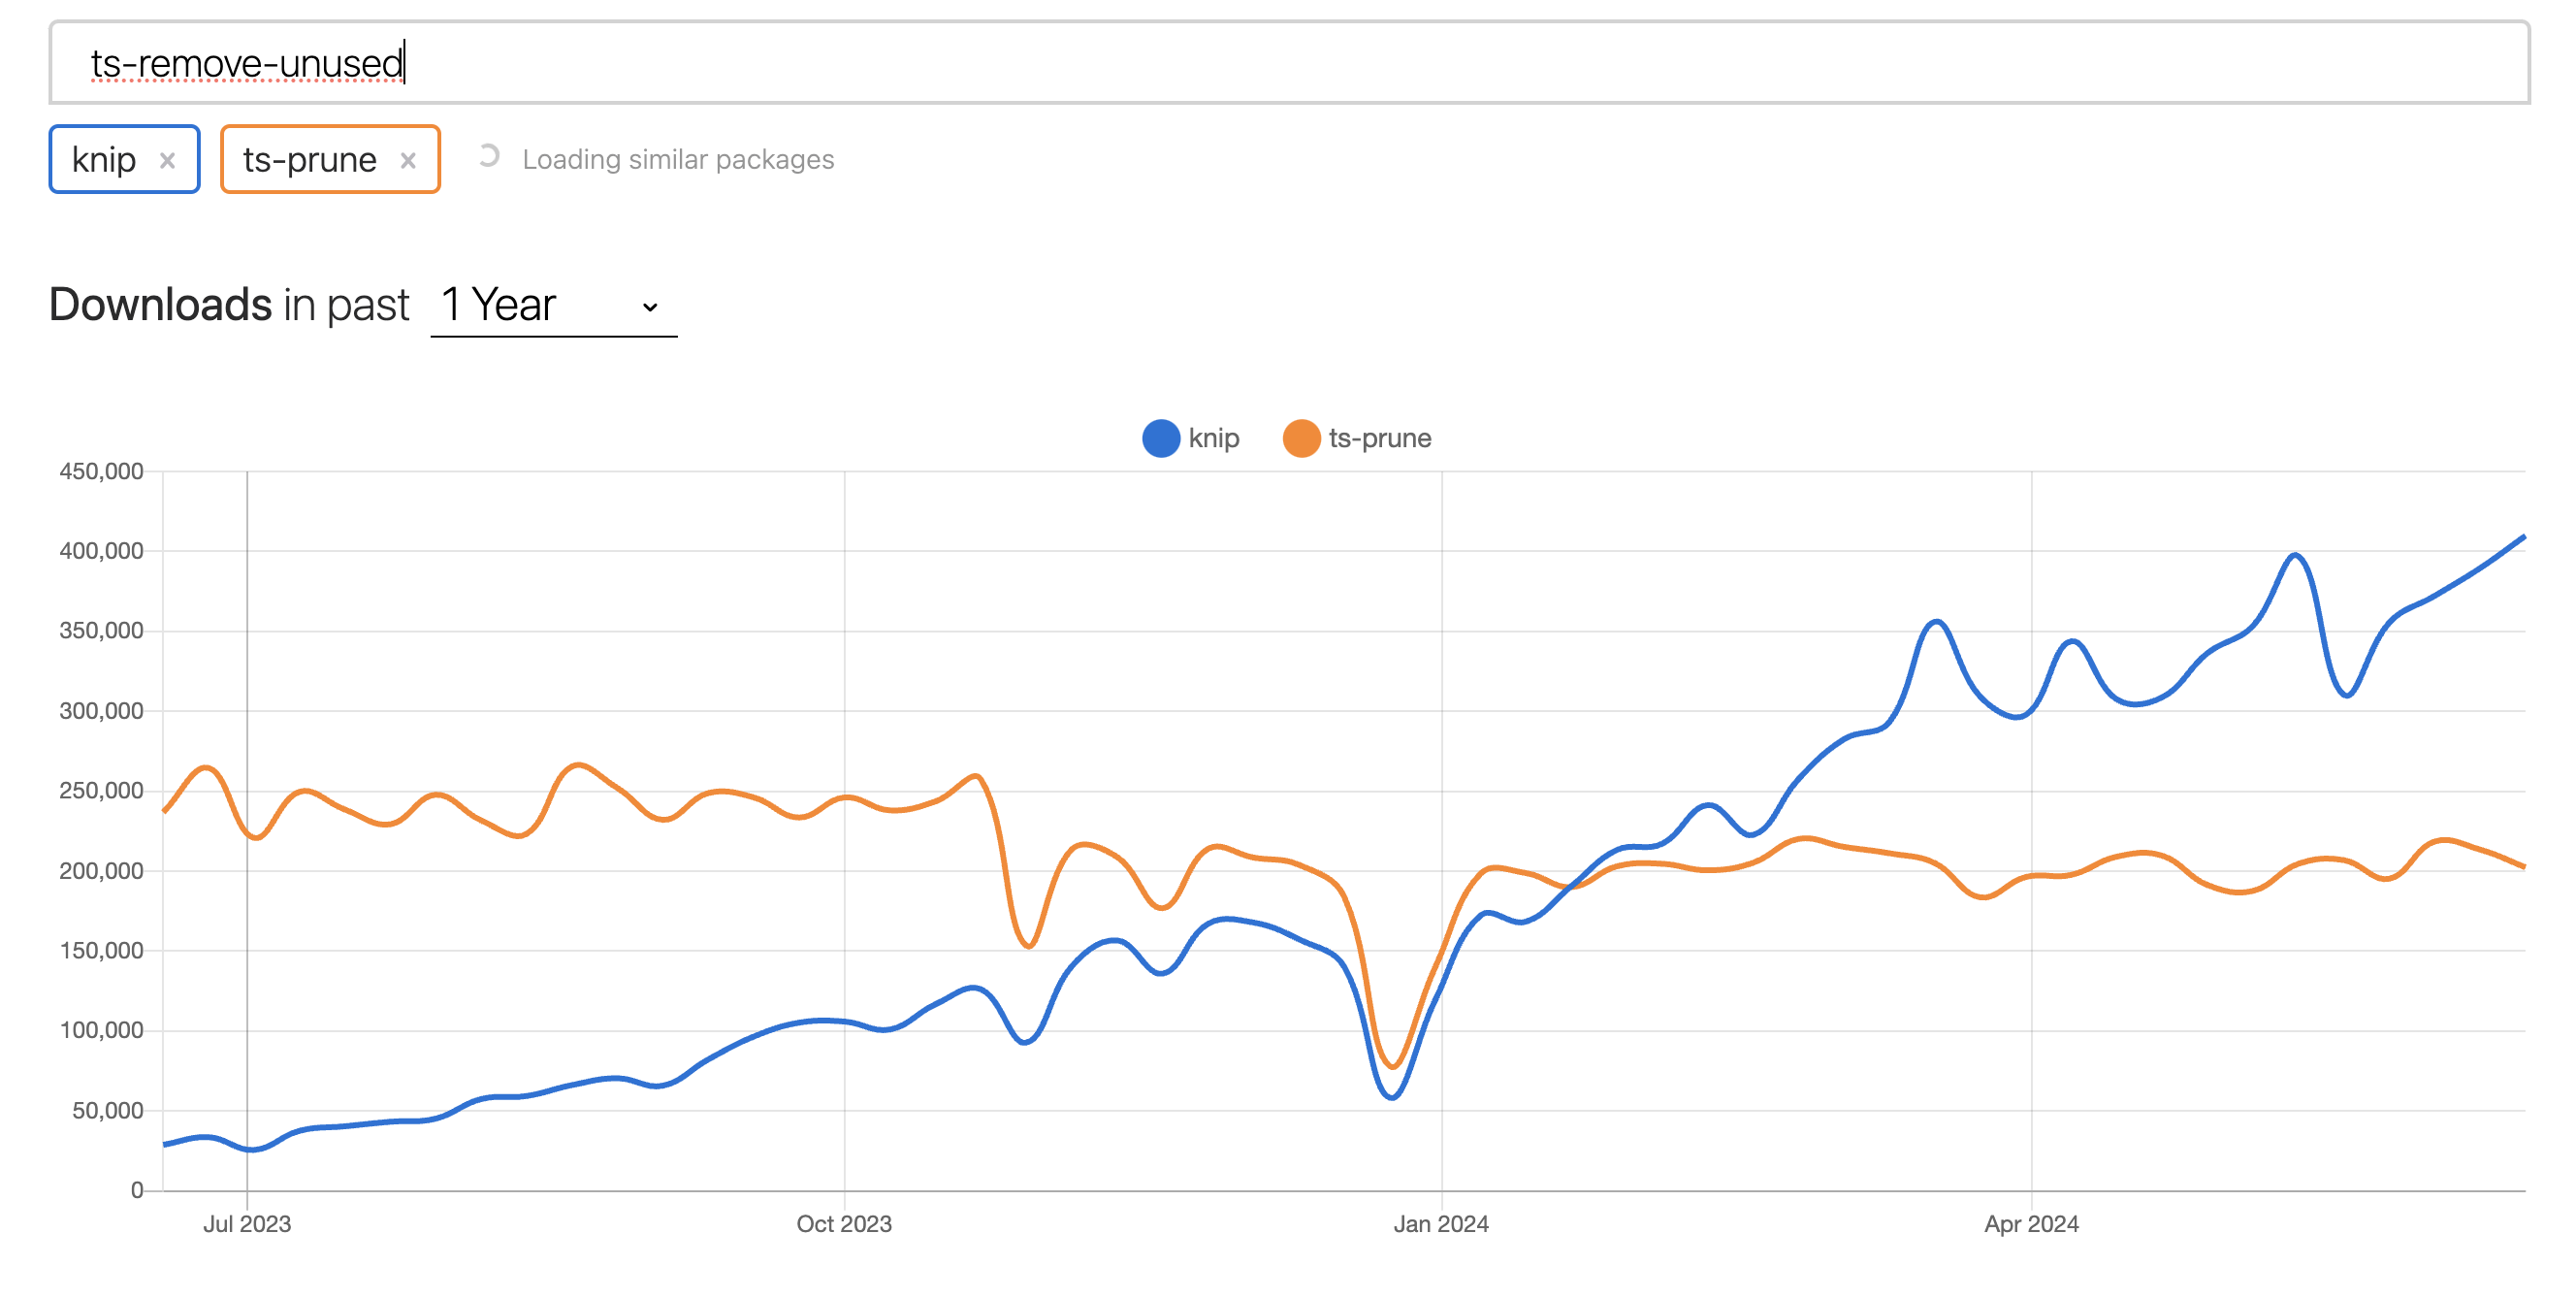 ts-remove-unused
knip × ts-prune × Loading similar packages
Downloads in past 1 Year
knip ts-prune
450,000
400,000
350,000
300,000
250,000
200,000
150,000
100,000
50,000
0
Jul 2023 Oct 2023 Jan 2024 Apr 2024